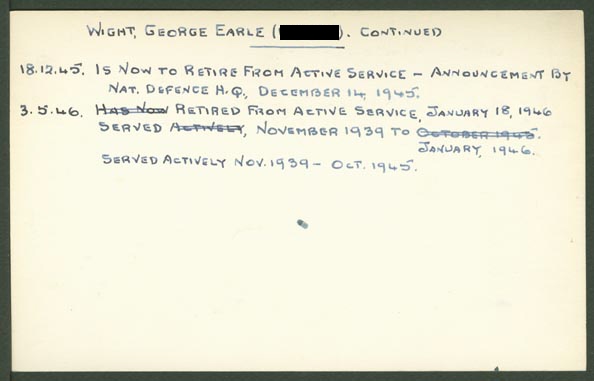 WIGHT, GEORGE EARLE ( ). CONTINUED
18.12.45. IS NOW TO RETIRE FROM ACTIVE SERVICE – ANNOUNCEMENT BY
NAT. DEFENCE H.Q., DECEMBER 14, 1945.
3.5.46. HAS NOW RETIRED FROM ACTIVE SERVICE, JANUARY 18, 1946
SERVED ACTIVELY, NOVEMBER 1939 TO OCTOBER 1945.
JANUARY, 1946.
SERVED ACTIVELY NOV. 1939 – OCT. 1945.